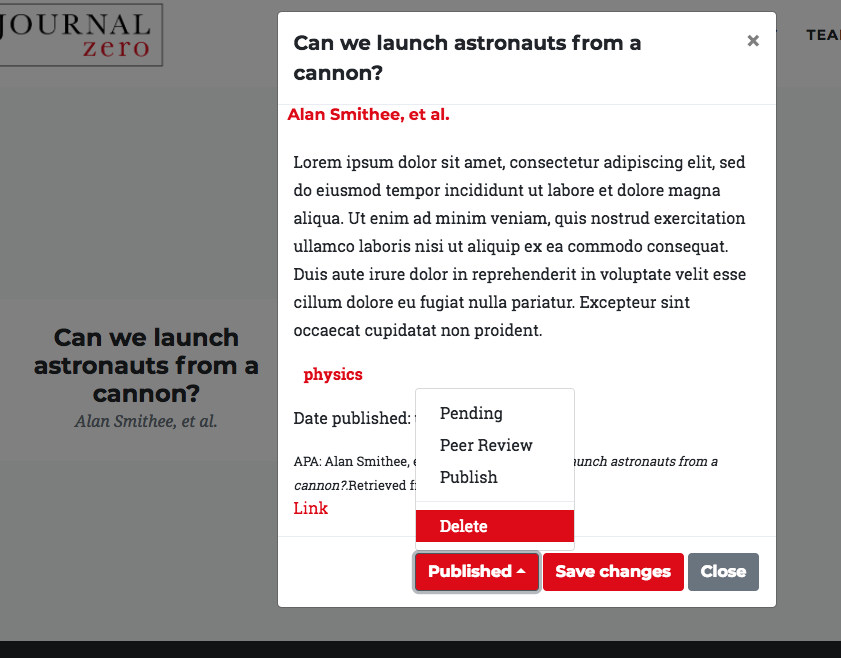 JOURNAL
zero
Can we launch astronauts from a
cannon?
×
Alan Smithee, et al.
Lorem ipsum dolor sit amet, consectetur adipiscing elit, sed
do eiusmod tempor incididunt ut labore et dolore magna
aliqua. Ut enim ad minim veniam, quis nostrud exercitation
ullamco laboris nisi ut aliquip ex ea commodo consequat.
Duis aute irure dolor in reprehenderit in voluptate velit esse
cillum dolore eu fugiat nulla pariatur. Excepteur sint
occaecat cupidatat non proident.
Can we launch
astronauts from a
cannon?
Alan Smithee, et al.
physics
Date published:
APA: Alan Smithee, astronauts from a
cannon?.Retrieved
Link
Pending
Peer Review
Publish
Delete
Published
Save changes
Close